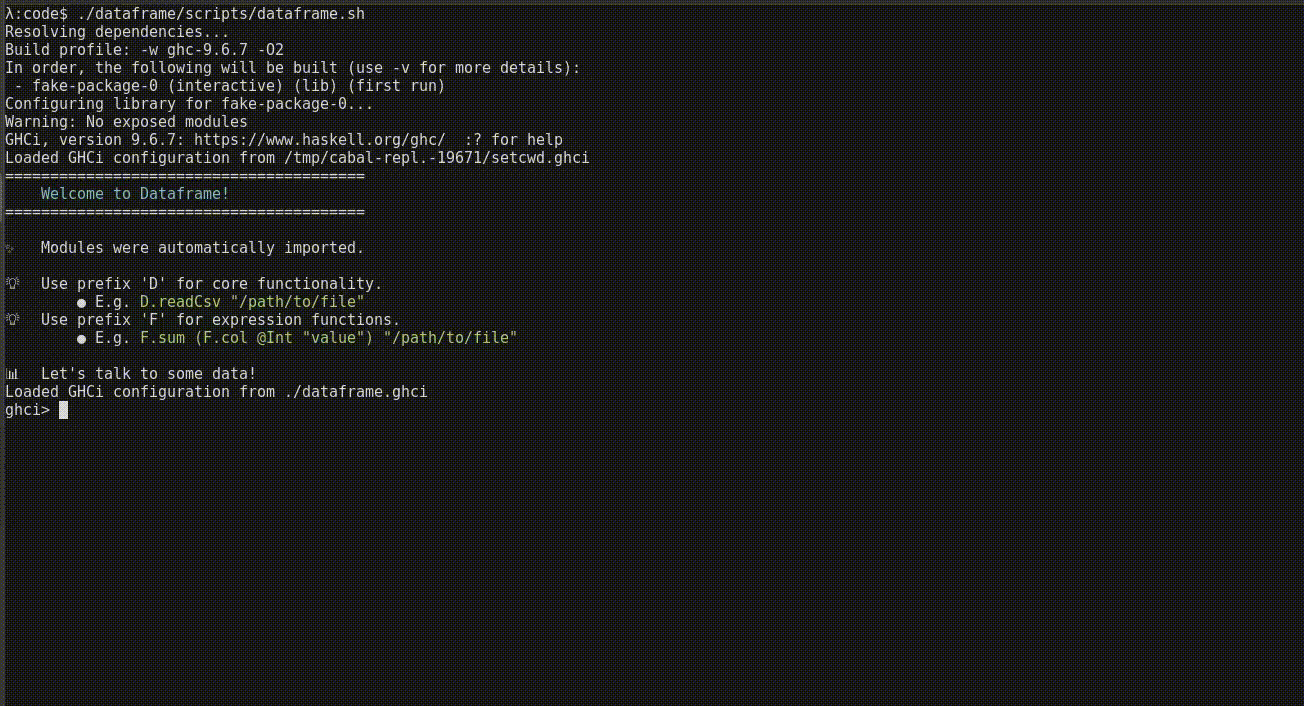 λ:code$ ./dataframe/scripts/dataframe.sh
Resolving dependencies...
Build profile: -w ghc-9.6.7 -O2
In order, the following will be built (use -v for more details):
 - fake-package-0 (interactive) (lib) (first run)
Configuring library for fake-package-0...
Warning: No exposed modules
GHCi, version 9.6.7: https://www.haskell.org/ghc/  :? for help
Loaded GHCi configuration from /tmp/cabal-repl.-19671/setcwd.ghci
========================================
    Welcome to Dataframe!
========================================
✨  Modules were automatically imported.
💡  Use prefix 'D' for core functionality.
        ● E.g. D.readCsv "/path/to/file"
💡  Use prefix 'F' for expression functions.
        ● E.g. F.sum (F.col @Int "value") "/path/to/file"
📊  Let's talk to some data!
Loaded GHCi configuration from ./dataframe.ghci
ghci>